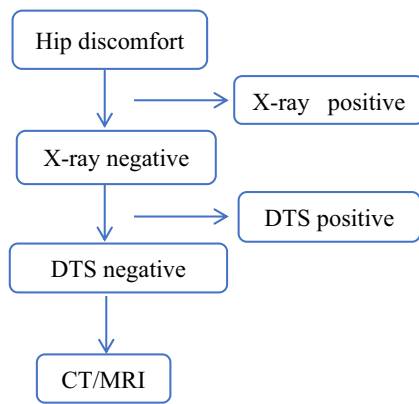 Hip discomfort
X-ray positive
X-ray negative
DTS positive
DTS negative
CT/MRI